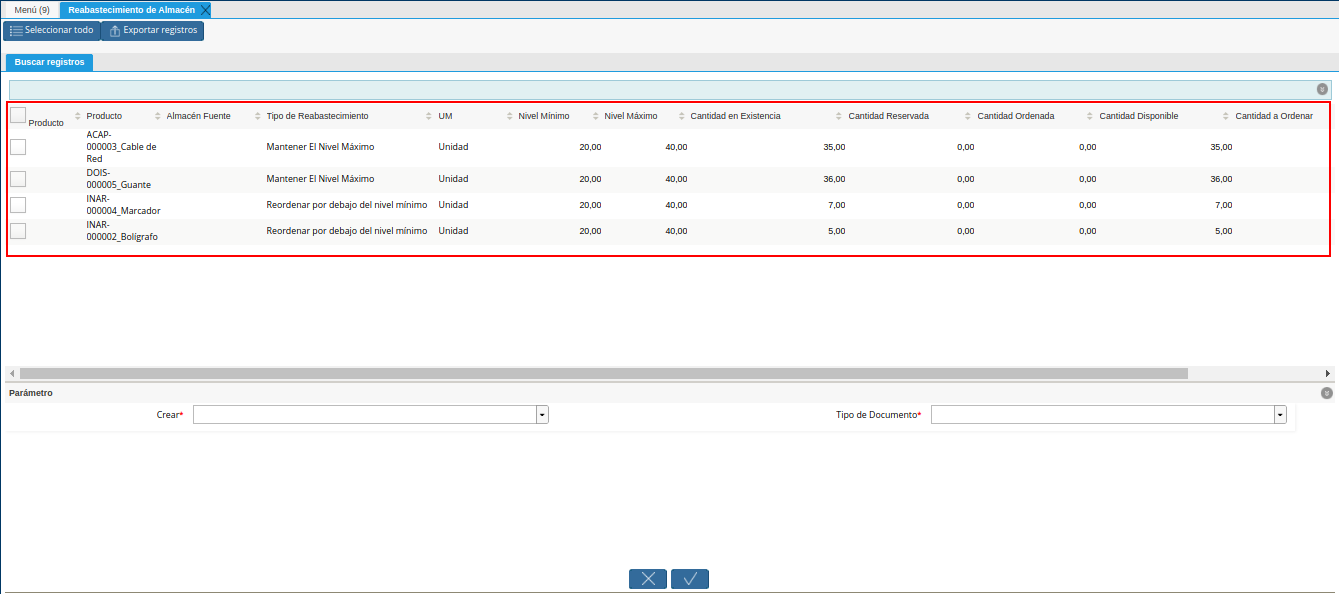 Menú (9) Reabastecimiento de Almacén
Seleccionar todo Exportar registros
Buscar registros
Producto Producto Almacén Fuente Tipo de Reabastecimiento UM Nivel Mínimo Nivel Máximo Cantidad en Existencia Cantidad Reservada Cantidad Ordenada Cantidad Disponible Cantidad a Ordenar
ACAP-
000003_Cable de Mantener El Nivel Máximo Unidad 20,00 40,00 35,00 0,00 0,00 35,00
Red
DOIS-
000005_Guante Mantener El Nivel Máximo Unidad 20,00 40,00 36,00 0,00 0,00 36,00
INAR-
000004_Marcador Reordenar por debajo del nivel mínimo Unidad 20,00 40,00 7,00 0,00 0,00 7,00
INAR-
000002_Bolígrafo Reordenar por debajo del nivel mínimo Unidad 20,00 40,00 5,00 0,00 0,00 5,00
Parámetro
Crear* Tipo de Documento*